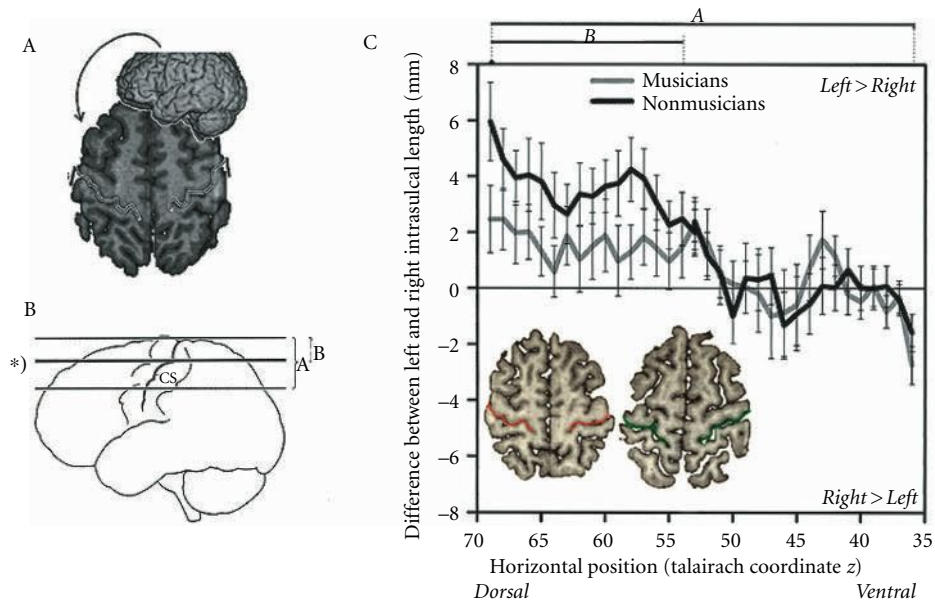 A
B
*)
CS
A
B
C
A
B
Difference between left and right intrasulcal length (mm)
8
6
4
2
0
−2
−4
−6
−8
Musicians
Nonmusicians
Left > Right
Right > Left
70 65 60 55 50 45 40 35
Horizontal position (talairach coordinate z)
Dorsal Ventral